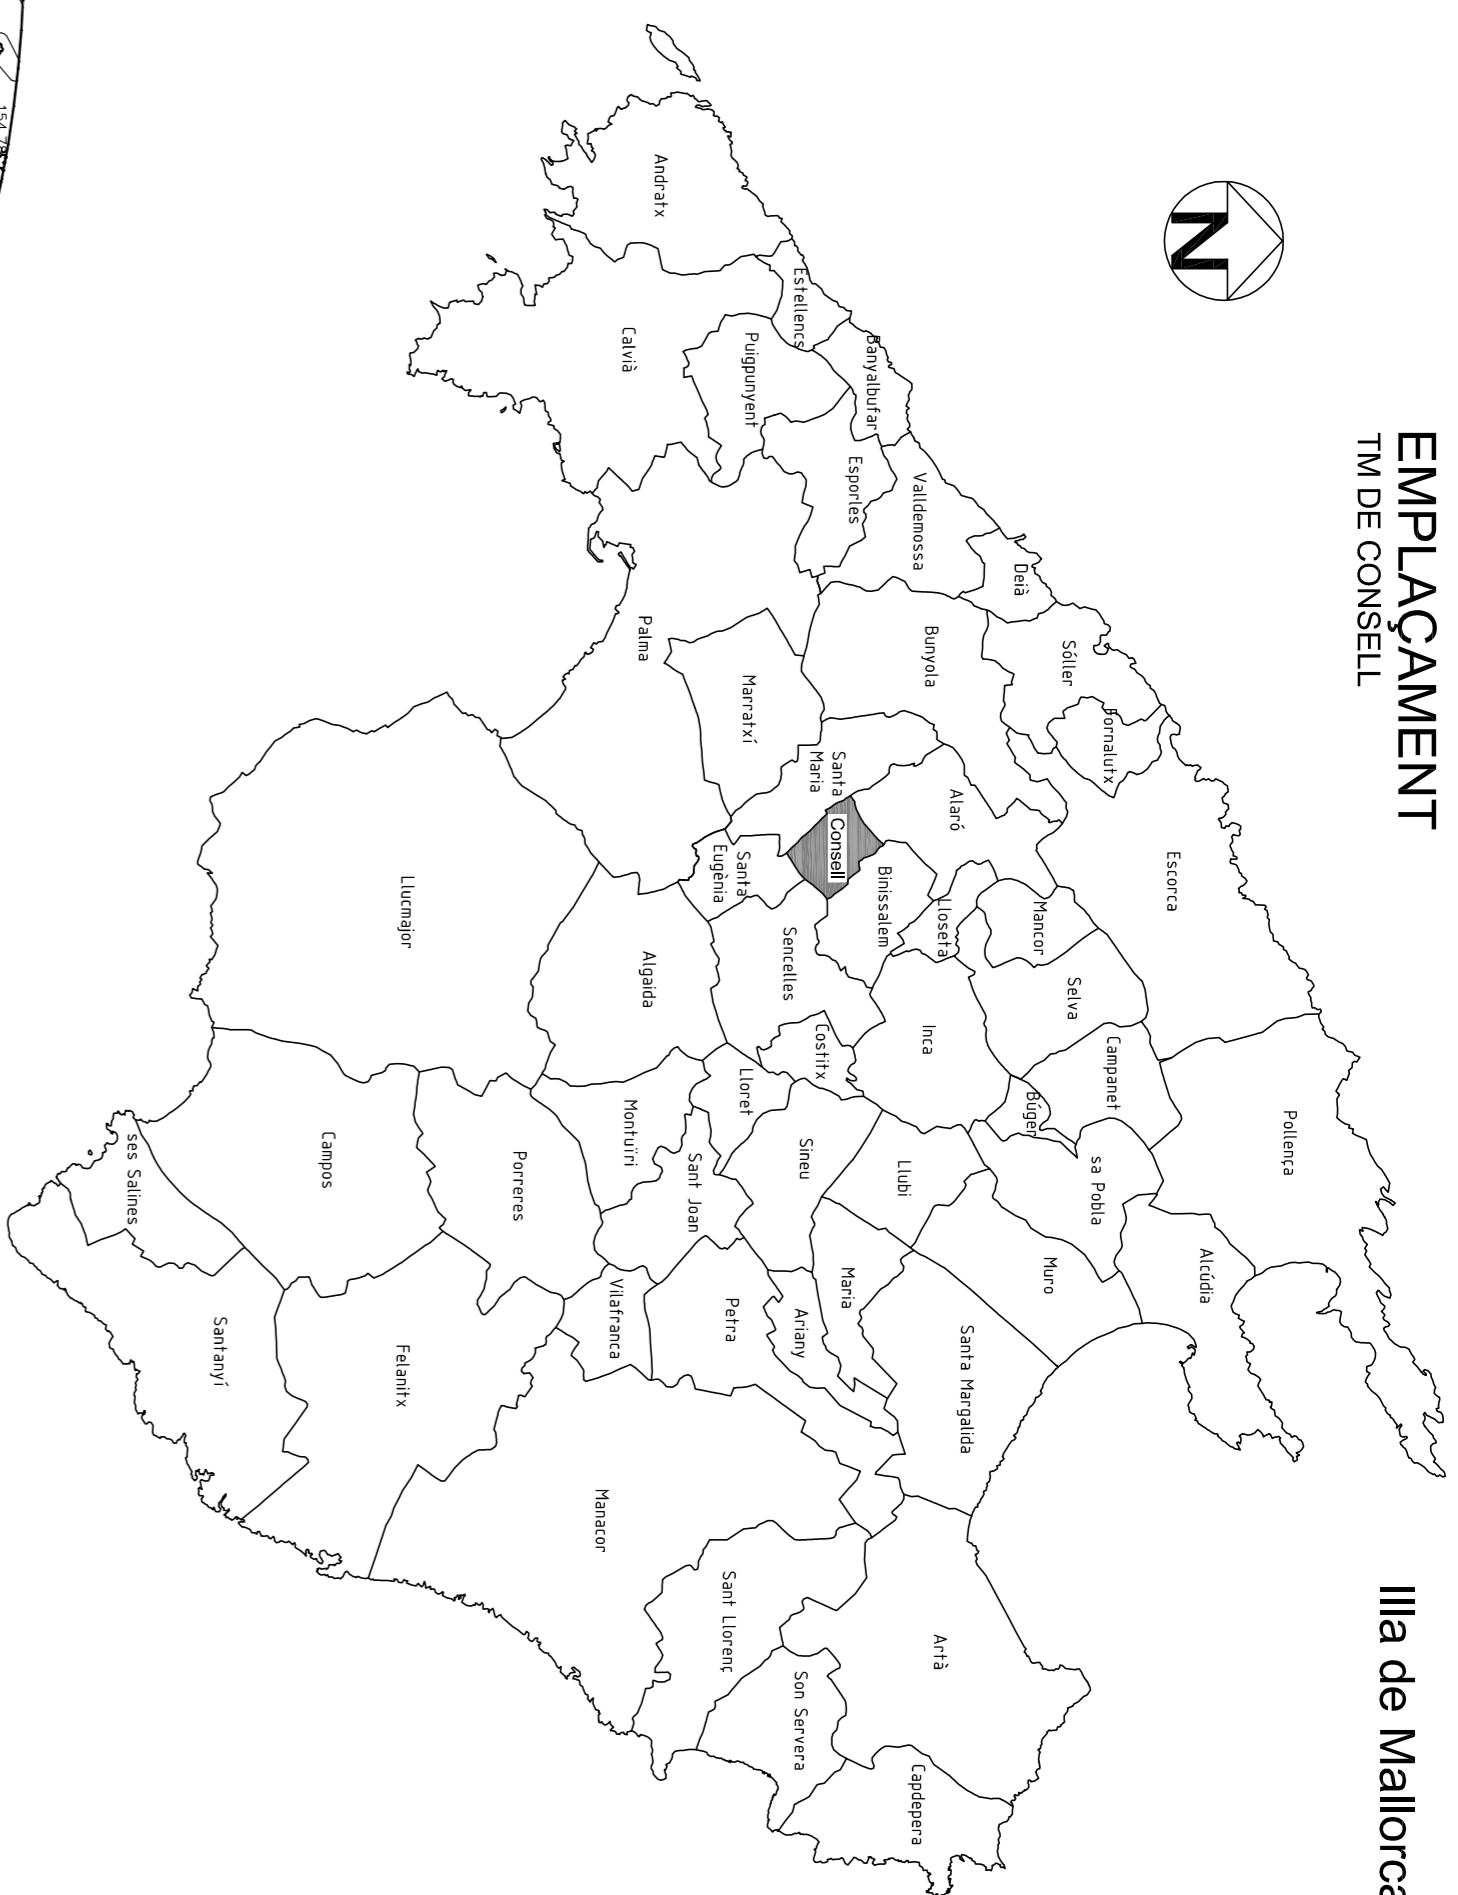 EMPLAÇAMENT
TM DE CONSELL
Illa de Mallorca
N
Pollença
Escorca
Alcúdia
Fornalutx
Campanet
sa Pobla
Sóller
Selva
Mancor
Muro
Búger
Deià
Santa Margalida
Alaró
Lloseta
Artà
Bunyola
Inca
Valldemossa
Capdepera
Llubi
Binissalem
Banyalbufar
Esporles
Maria
Consell
Santa
Maria
Costitx
Sineu
Ariany
Son Servera
Estellencs
Sencelles
Puigpunyent
Marratxí
Santa
Eugènia
Lloret
Petra
Sant Llorenç
Sant Joan
Andratx
Palma
Algaida
Calvià
Montuïri
Vilafranca
Manacor
Porreres
Llucmajor
Felanitx
Campos
Santanyí
ses Salines